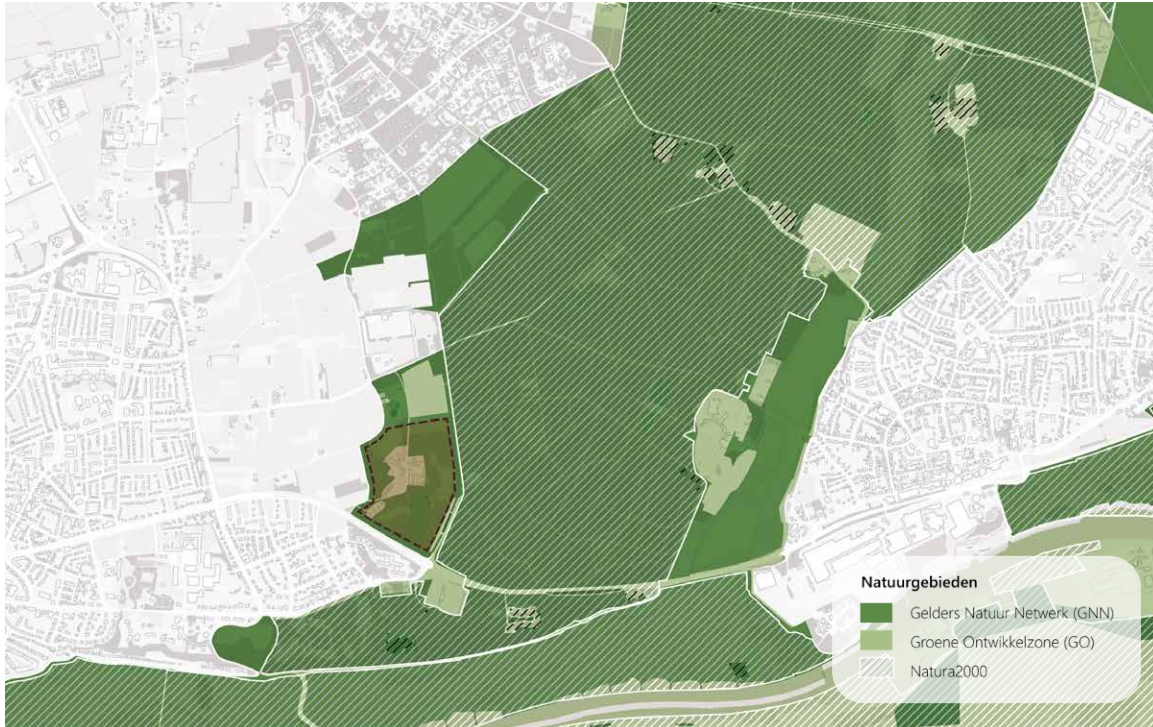 Natuurgebieden
Gelders Natuur Netwerk (GNN)
Groene Ontwikkelzone (GO)
Natura2000